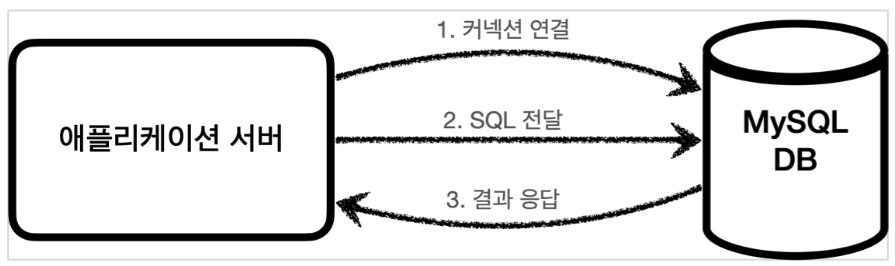 1. 커넥션 연결
애플리케이션 서버
2. SQL 전달
MySQL
DB
3. 결과 응답